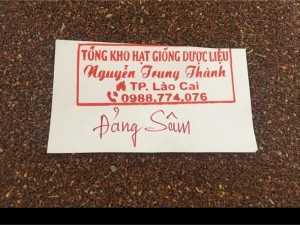 TỔNG KHO HẠT GIỐNG DƯỢC LIỆU
Nguyễn Trung Thành
TP. Lào Cai
0988.774.076
Đảng Sâm